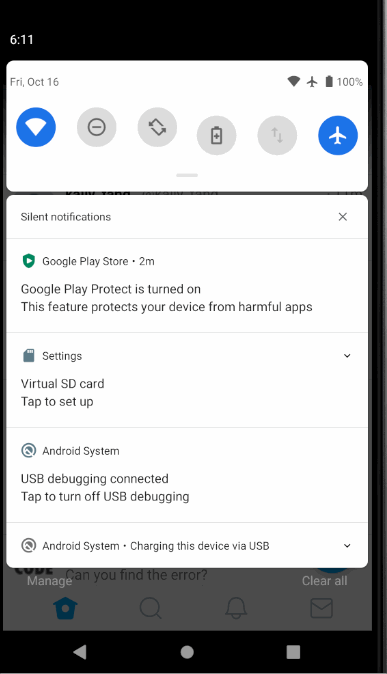 6:11
Fri, Oct 16
100%
Silent notifications
Google Play Store • 2m
Google Play Protect is turned on
This feature protects your device from harmful apps
Settings
Virtual SD card
Tap to set up
Android System
USB debugging connected
Tap to turn off USB debugging
Android System • Charging this device via USB
CODE
Can you find the error?
Manage
Clear all